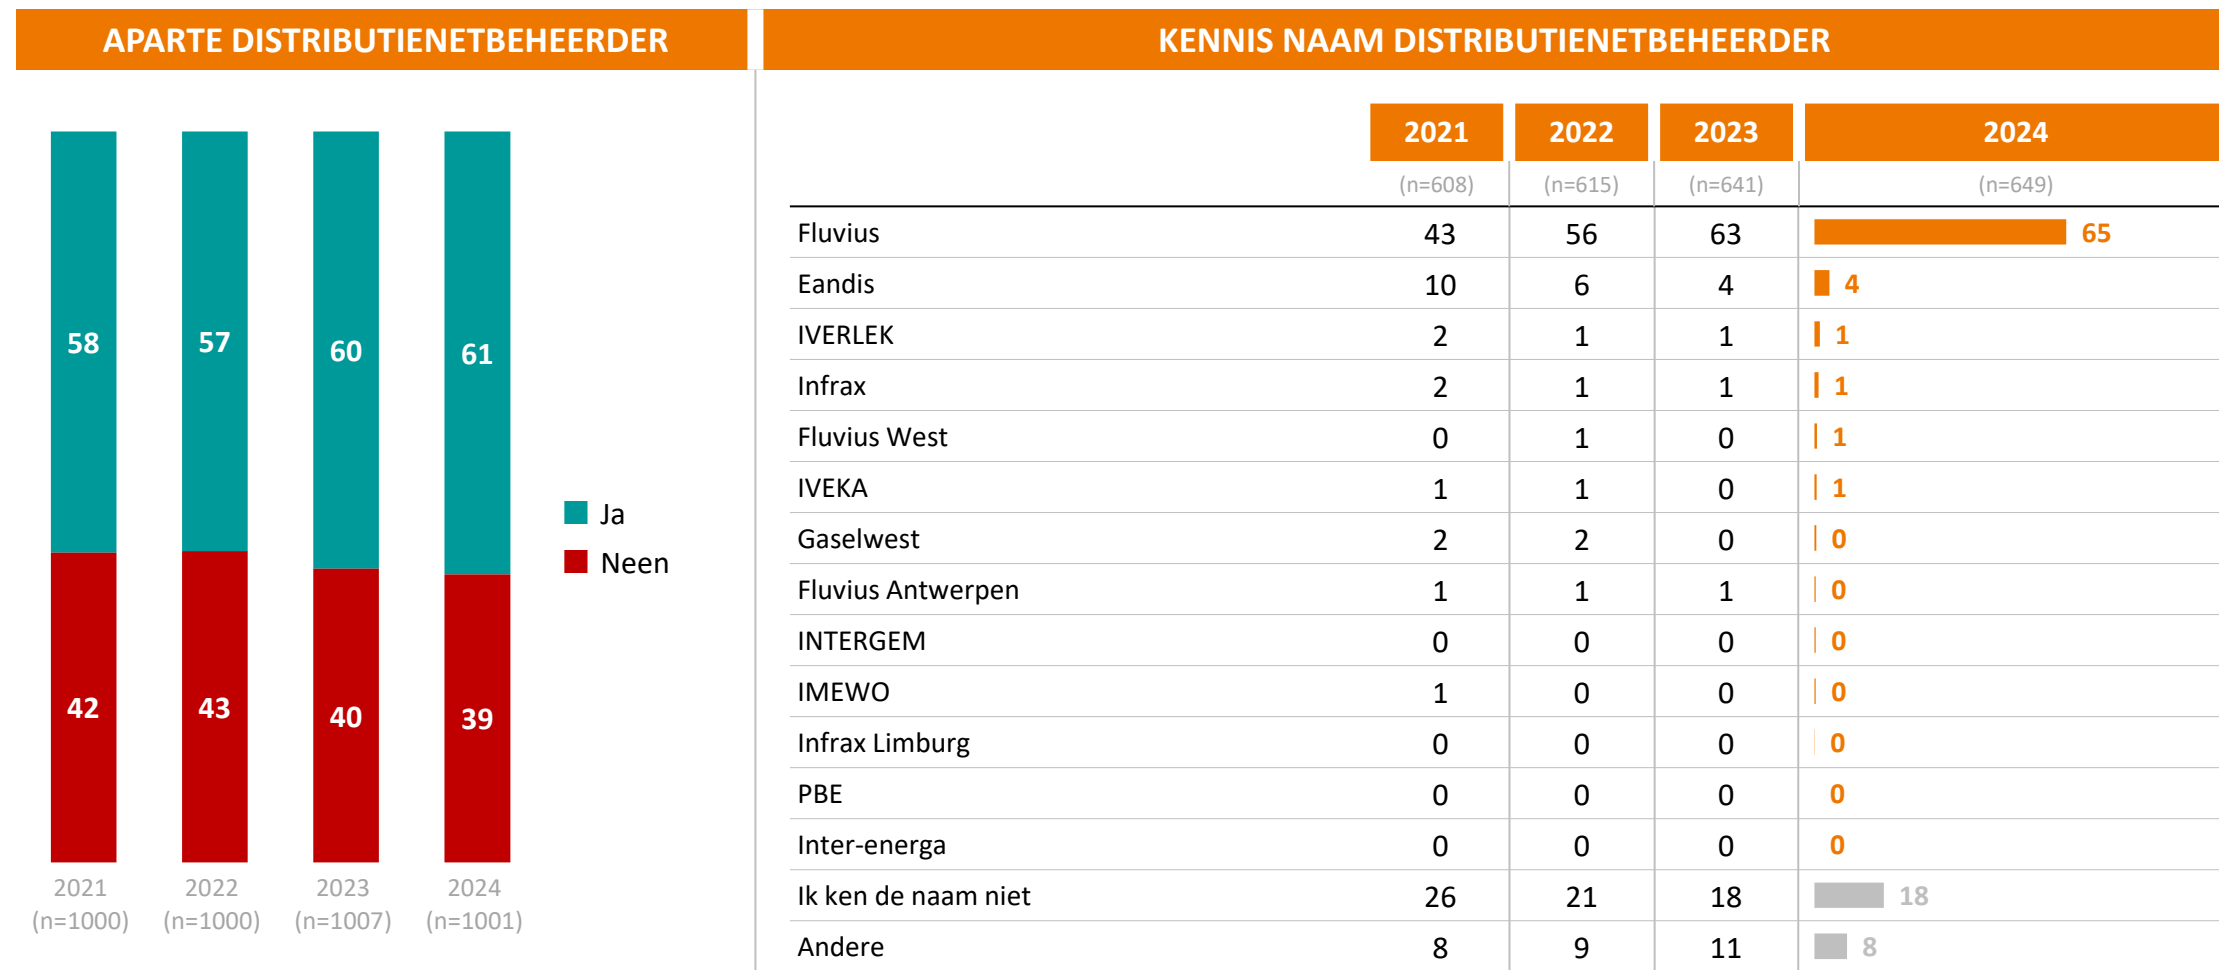 APARTE DISTRIBUTIENETBEHEERDER
58 57 60 61
42 43 40 39
Ja
Neen
2021 2022 2023 2024
(n=1000) (n=1000) (n=1007) (n=1001)
KENNIS NAAM DISTRIBUTIENETBEHEERDER
2021 2022 2023 2024
(n=608) (n=615) (n=641) (n=649)
Fluvius 43 56 63 65
Eandis 10 6 4 4
IVERLEK 2 1 1 1
Infrax 2 1 1 1
Fluvius West 0 1 0 1
IVEKA 1 1 0 1
Gaselwest 2 2 0 0
Fluvius Antwerpen 1 1 1 0
INTERGEM 0 0 0 0
IMEWO 1 0 0 0
Infrax Limburg 0 0 0 0
PBE 0 0 0 0
Inter-energa 0 0 0 0
Ik ken de naam niet 26 21 18 18
Andere 8 9 11 8